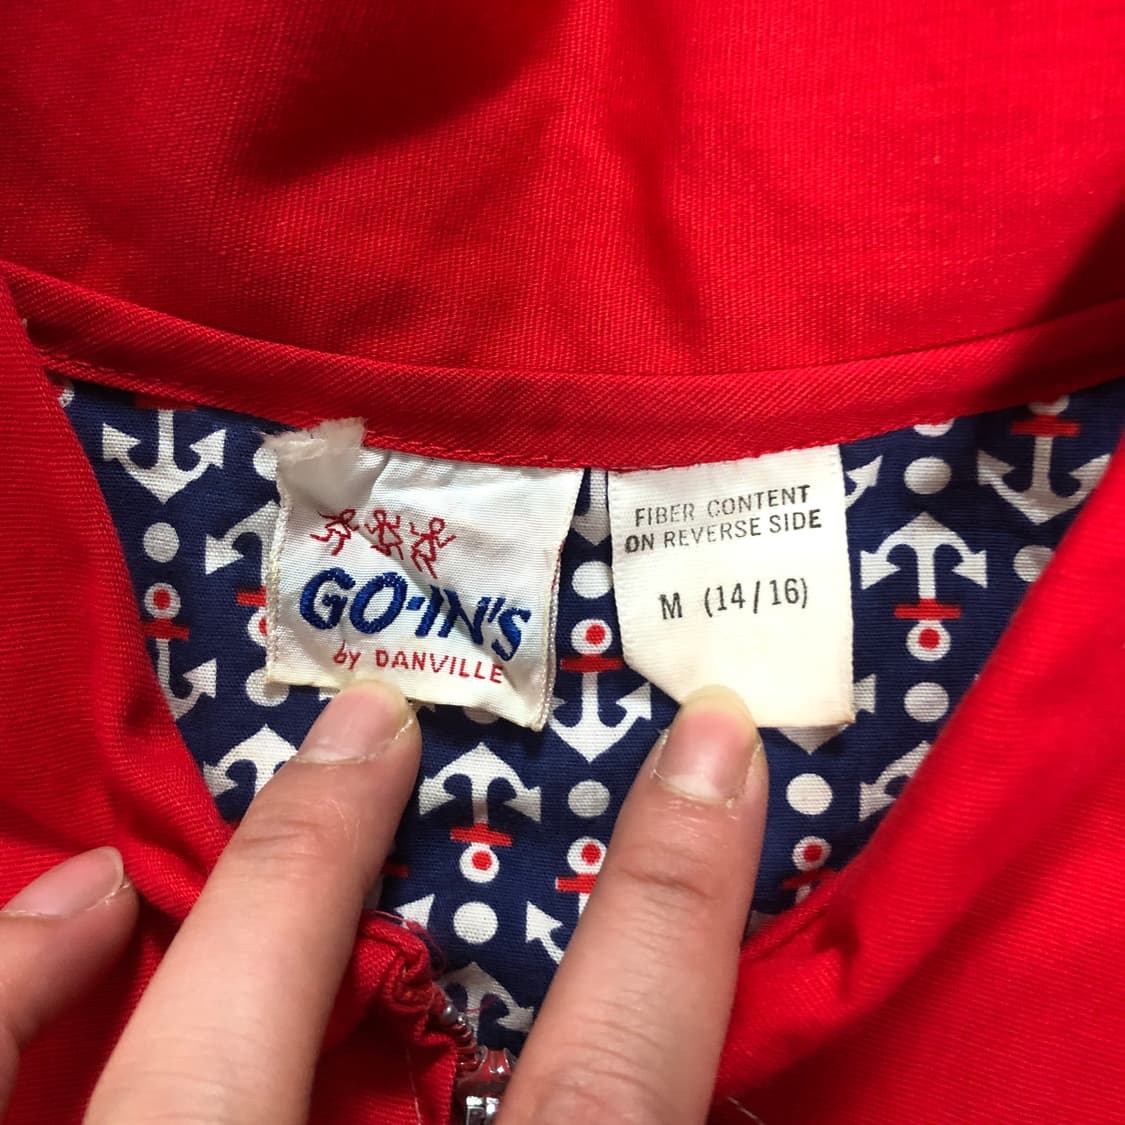 GO-IN'S
by DANVILLE
FIBER CONTENT
ON REVERSE SIDE
M (14/16)